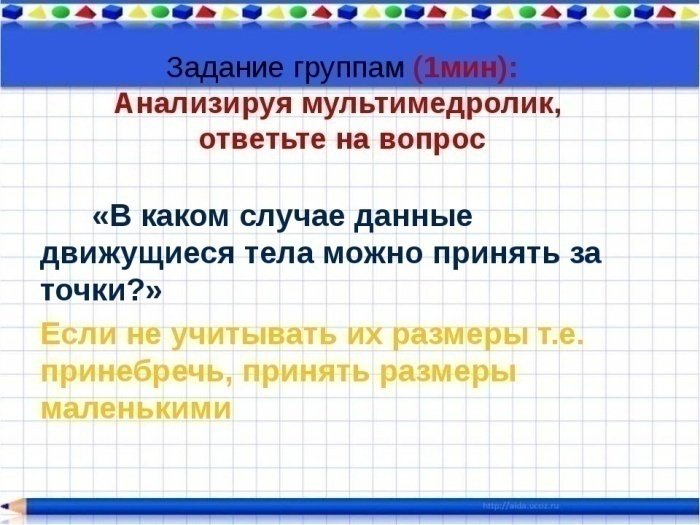 Задание группам (1мин):
Анализируя мультимедролик,
ответьте на вопрос
«В каком случае данные
движущиеся тела можно принять за
точки?»
Если не учитывать их размеры т.е.
принебречь, принять размеры
маленькими
http://aida.ucoz.ru